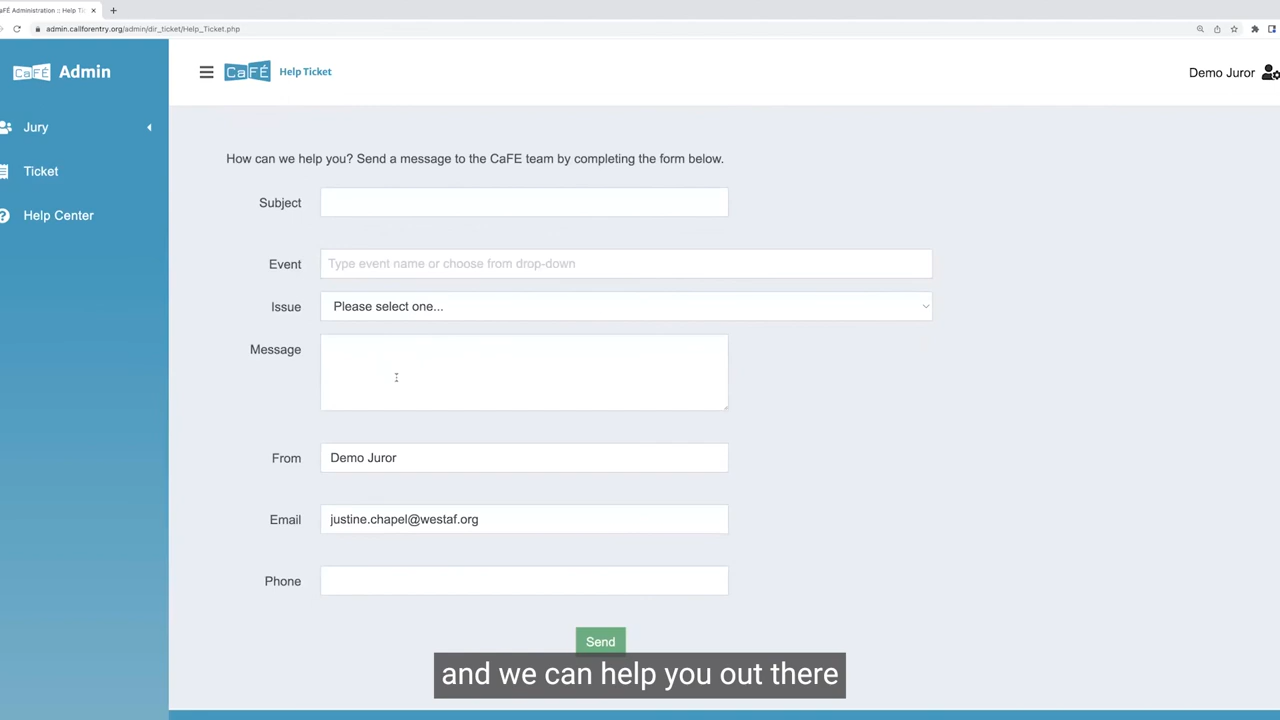 CaFÉ Administration :: Help Ti
admin.callforentry.org/admin/dir_ticket/Help_Ticket.php
CaFÉ Admin
CaFÉ Help Ticket
Demo Juror
Jury
Ticket
Help Center
How can we help you? Send a message to the CaFE team by completing the form below.
Subject
Event Type event name or choose from drop-down
Issue Please select one...
Message
From Demo Juror
Email justine.chapel@westaf.org
Phone
Send
and we can help you out there